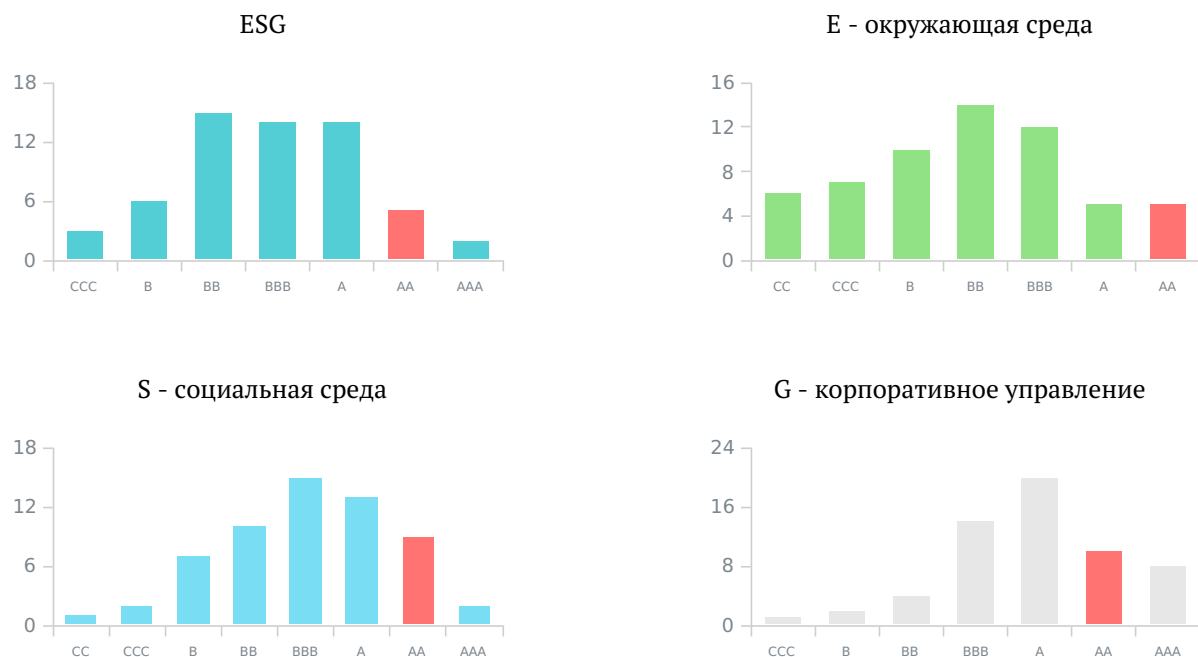 ESG
18
12
6
0
CCC B BB BBB A AA AAA
E - окружающая среда
16
12
8
4
0
CC CCC B BB BBB A AA
S - социальная среда
18
12
6
0
CC CCC B BB BBB A AA AAA
G - корпоративное управление
24
16
8
0
CCC B BB BBB A AA AAA